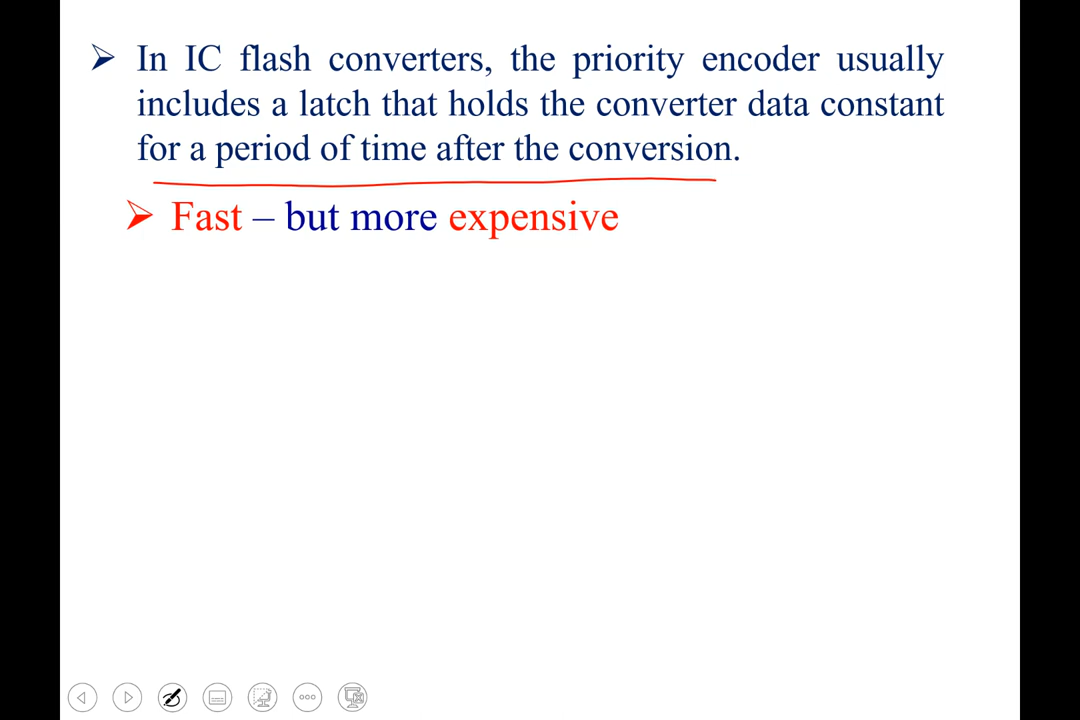 In IC flash converters, the priority encoder usually
includes a latch that holds the converter data constant
for a period of time after the conversion.
Fast – but more expensive